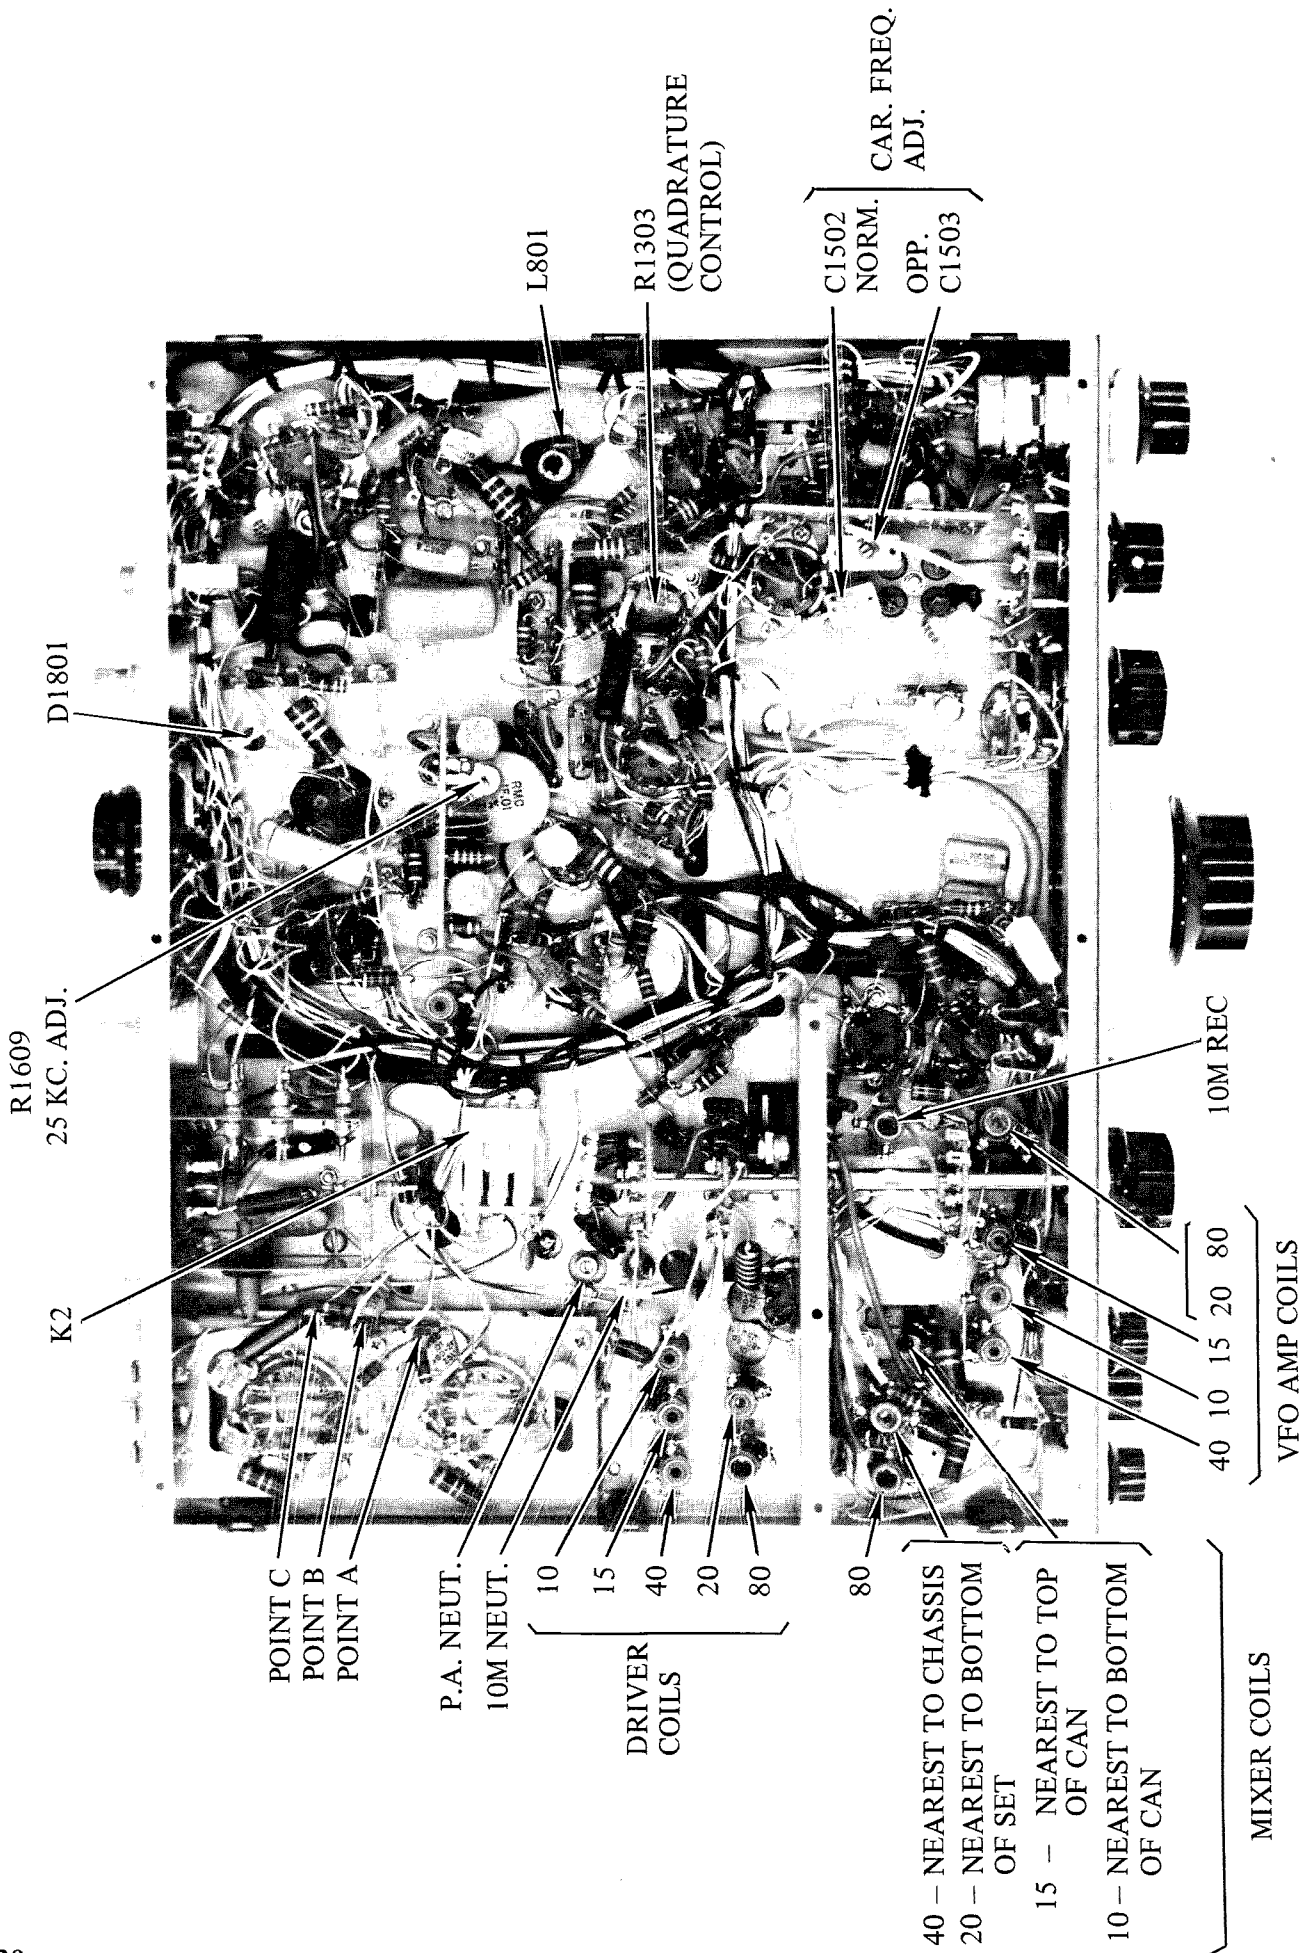 R1609
25 KC. ADJ.
D1801
K2
L801
R1303
(QUADRATURE
CONTROL)
C1502
NORM.
OPP.
C1503
CAR. FREQ.
ADJ.
POINT C
POINT B
POINT A
P.A. NEUT.
10M NEUT.
10
15
40
20
80
DRIVER
COILS
80
40 – NEAREST TO CHASSIS
20 – NEAREST TO BOTTOM
OF SET
15 – NEAREST TO TOP
OF CAN
10 – NEAREST TO BOTTOM
OF CAN
MIXER COILS
40 10 15 20 80
VFO AMP COILS
10M REC
RMC